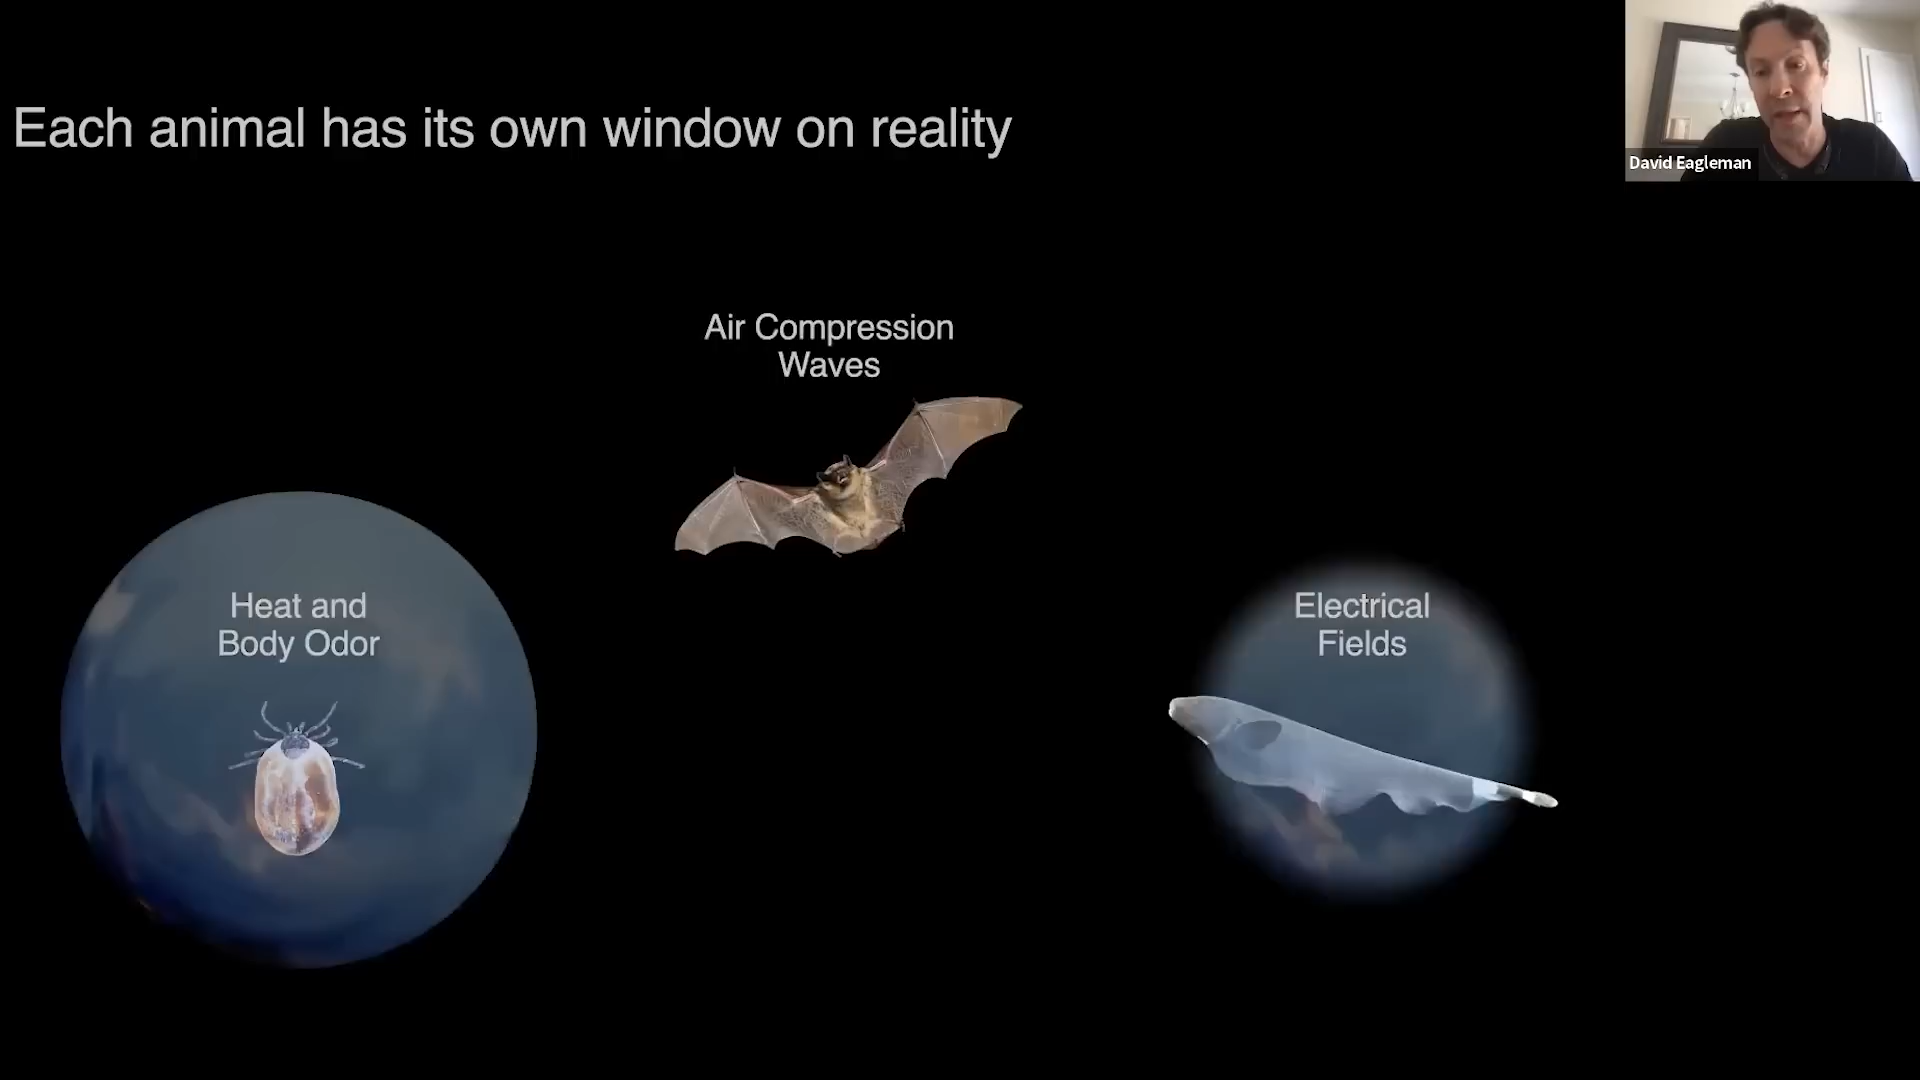 Each animal has its own window on reality
David Eagleman
Air Compression
Waves
Heat and
Body Odor
Electrical
Fields